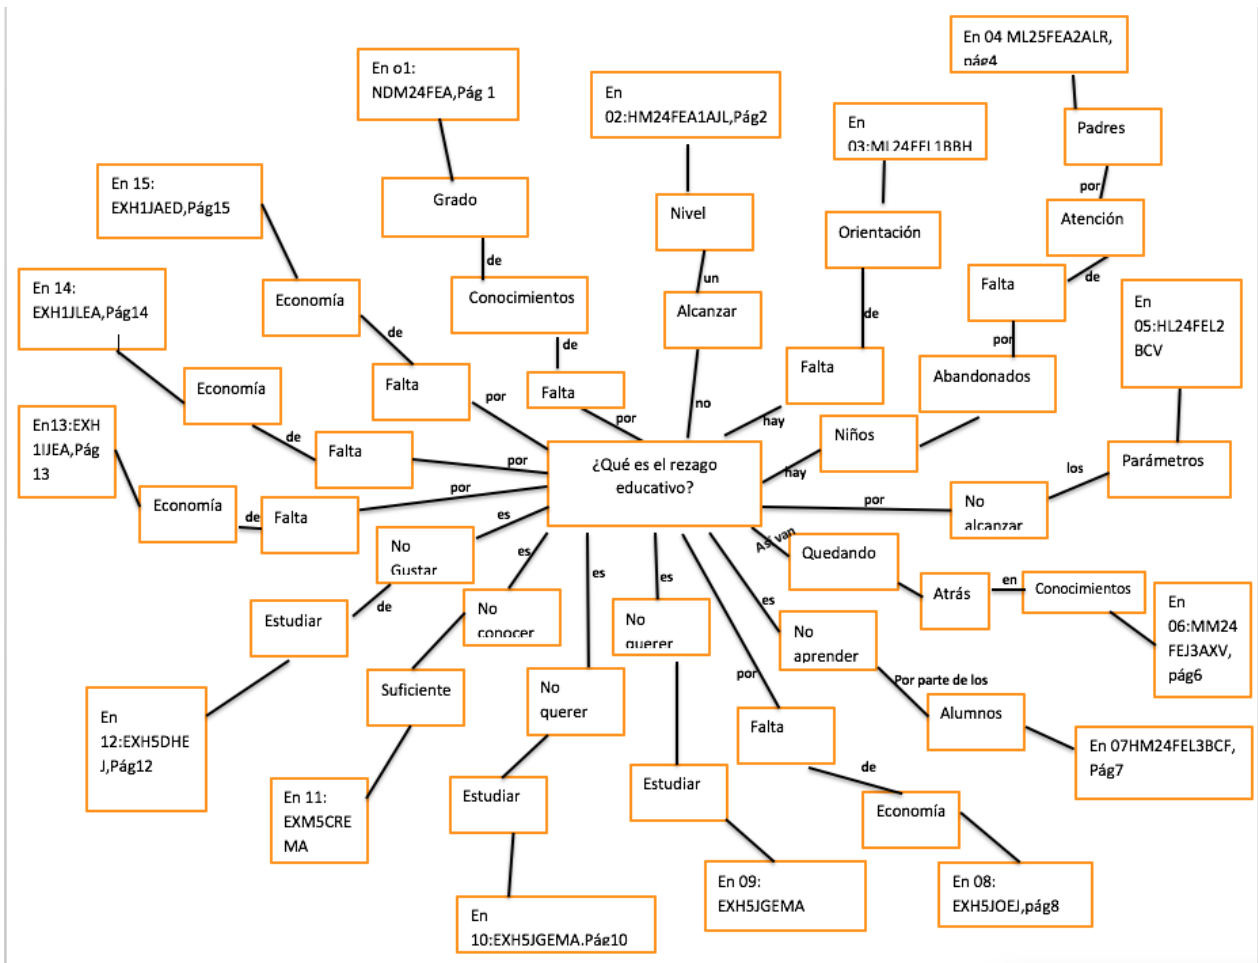 En 04 ML25FEA2ALR,
pág4
En o1:
NDM24FEA,Pág 1
En
02:HM24FEA1AJL,Pág2
En
03:ML24FEL1BBH
Padres
por
Atención
de
Falta
por
Abandonados
Niños
hay
En 15:
EXH1JAED,Pág15
Grado
de
Conocimientos
de
Falta
por
Nivel
un
Alcanzar
no
Orientación
de
Falta
hay
En
05:HL24FEL2
BCV
Parámetros
los
No
alcanzar
por
En 14:
EXH1JLEA,Pág14
Economía
de
Falta
por
Economía
de
Falta
por
En13:EXH
1IJEA,Pág
13
Economía
de
Falta
por
¿Qué es el rezago
educativo?
es
No
Gustar
de
Estudiar
En
12:EXH5DHE
J,Pág12
es
No
conocer
Suficiente
En 11:
EXM5CRE
MA
es
No
querer
Estudiar
En
10:EXH5JGEMA.Pág10
es
No
querer
Estudiar
En 09:
EXH5JGEMA
por
Falta
de
Economía
En 08:
EXH5JOEJ,pág8
es
No
aprender
Por parte de los
Alumnos
En 07HM24FEL3BCF,
Pág7
Así van
Quedando
Atrás
en
Conocimientos
En
06:MM24
FEJ3AXV,
pág6